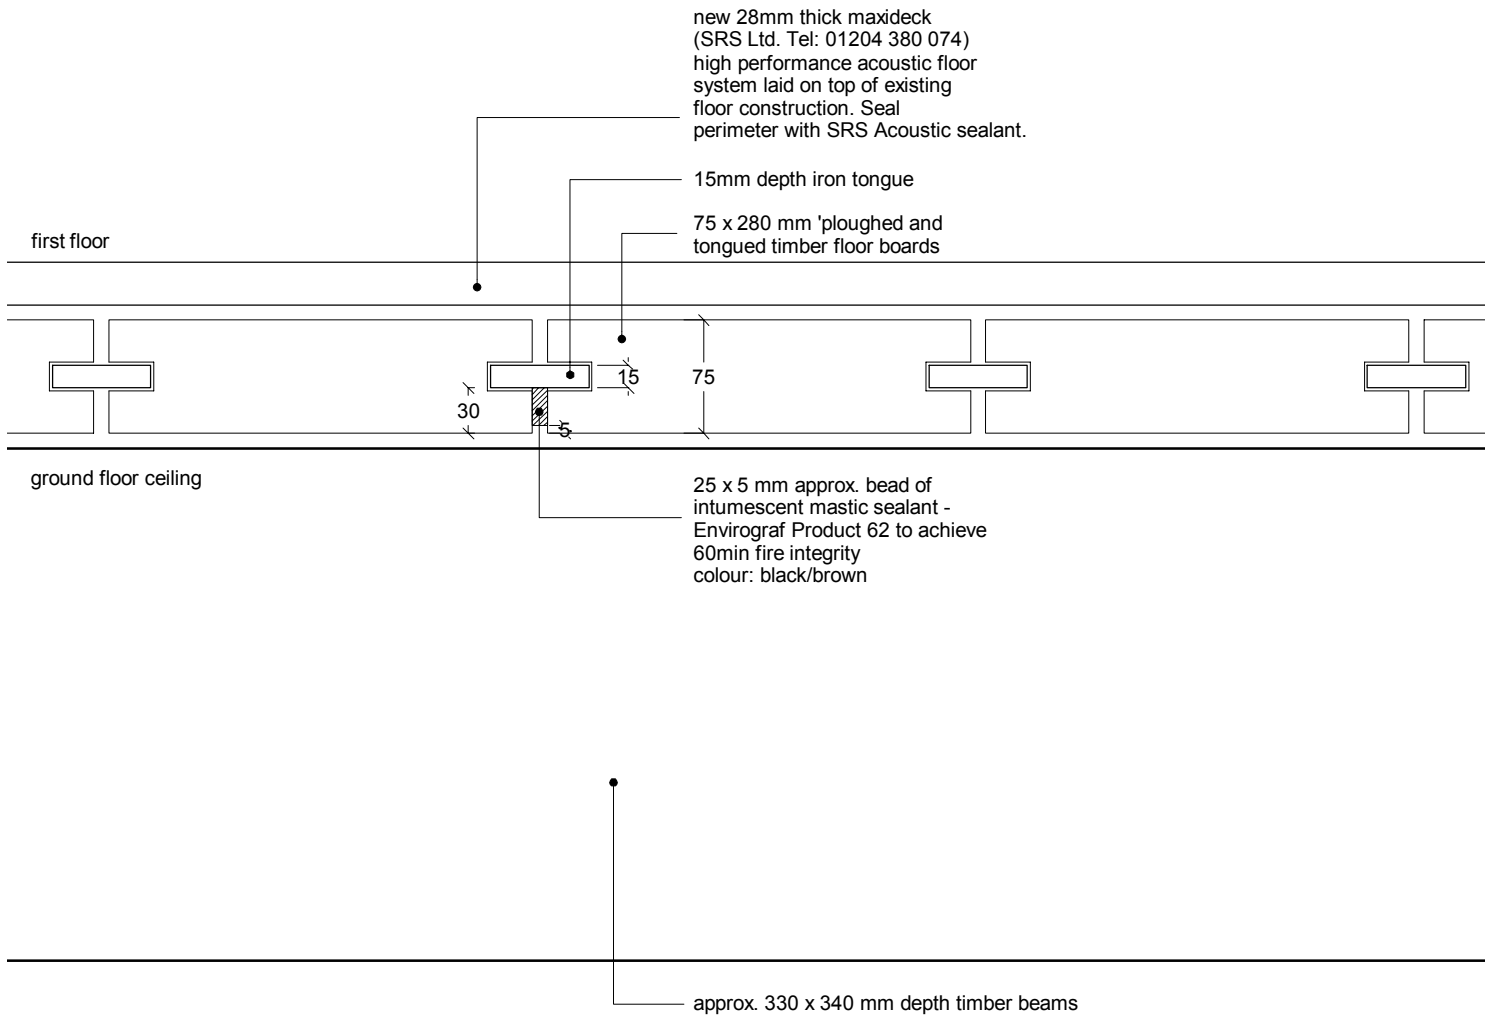 new 28mm thick maxideck
(SRS Ltd. Tel: 01204 380 074)
high performance acoustic floor
system laid on top of existing
floor construction. Seal
perimeter with SRS Acoustic sealant.
15mm depth iron tongue
75 x 280 mm 'ploughed and
tongued timber floor boards
first floor
15
75
30
5
ground floor ceiling
25 x 5 mm approx. bead of
intumescent mastic sealant -
Envirograf Product 62 to achieve
60min fire integrity
colour: black/brown
approx. 330 x 340 mm depth timber beams